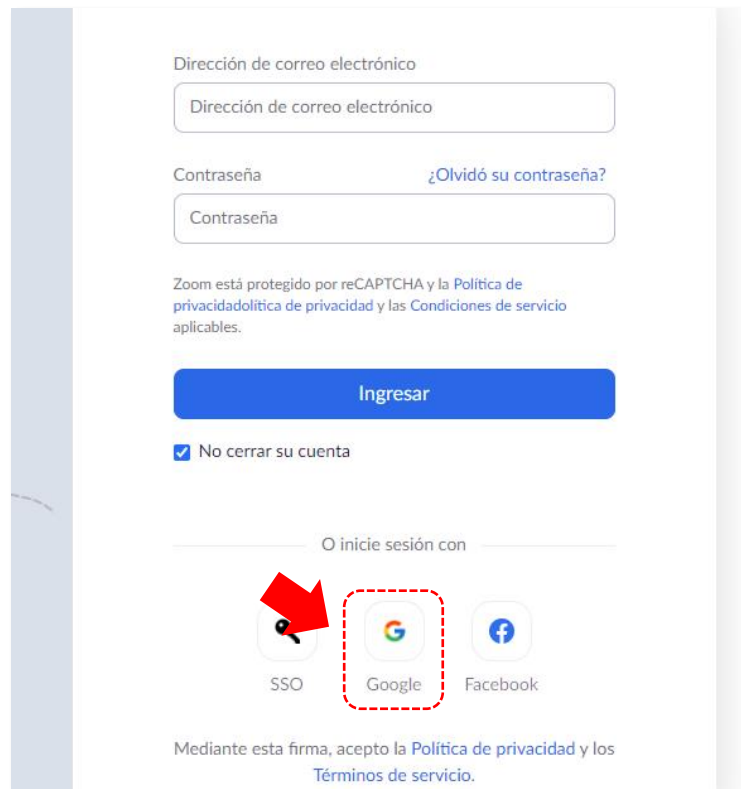 Dirección de correo electrónico
Dirección de correo electrónico
Contraseña
¿Olvidó su contraseña?
Contraseña
Zoom está protegido por reCAPTCHA y la Política de
privacidadolítica de privacidad y las Condiciones de servicio
aplicables.
Ingresar
No cerrar su cuenta
O inicie sesión con
SSO
Google
Facebook
Mediante esta firma, acepto la Política de privacidad y los
Términos de servicio.